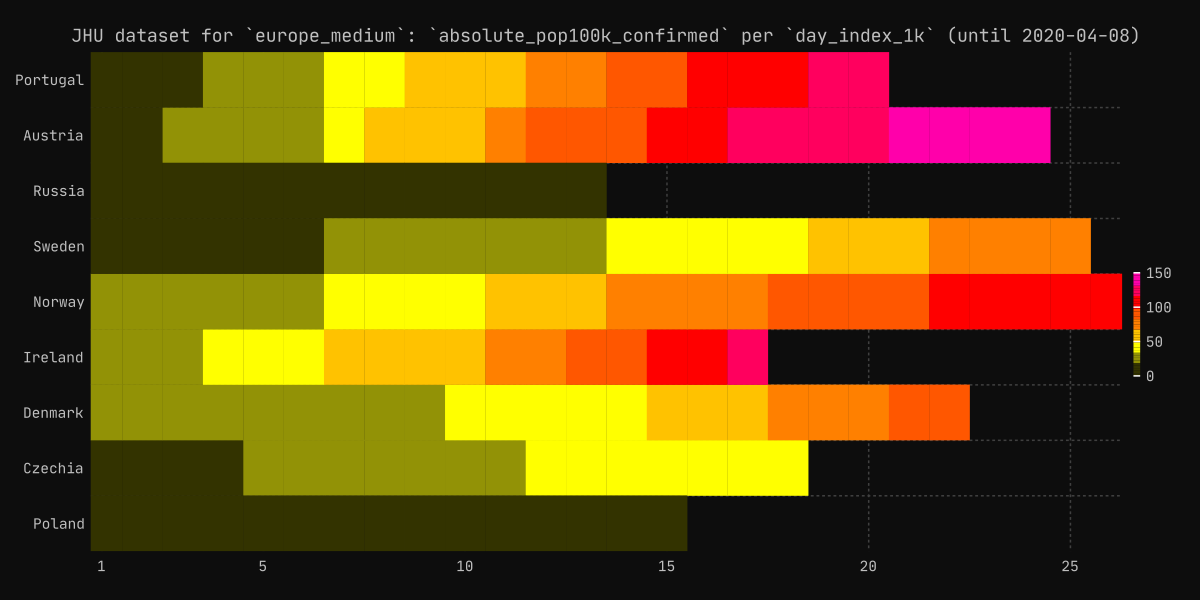 JHU dataset for `europe_medium`: `absolute_pop100k_confirmed` per `day_index_1k` (until 2020-04-08)
Portugal
Austria
Russia
Sweden
Norway
Ireland
Denmark
Czechia
Poland
150
100
50
0
1 5 10 15 20 25